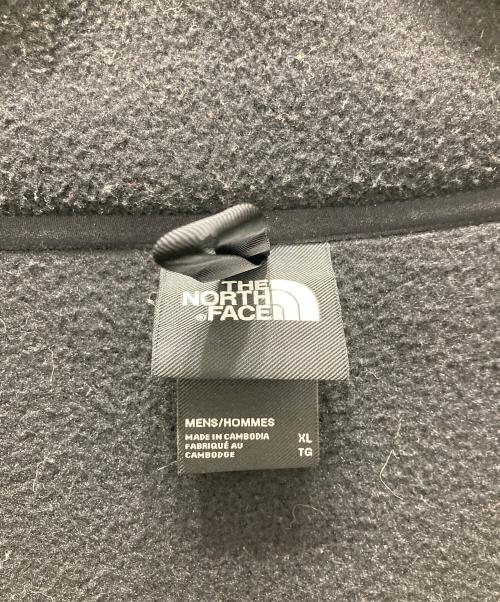 THE
NORTH
FACE
MENS/HOMMES
MADE IN CAMBODIA XL
FABRIQUÉ AU TG
CAMBODGE